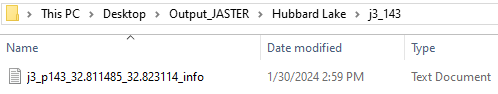 This PC > Desktop > Output_JASTER > Hubbard Lake > j3_143
Name Date modified Type
j3_p143_32.811485_32.823114_info 1/30/2024 2:59 PM Text Document